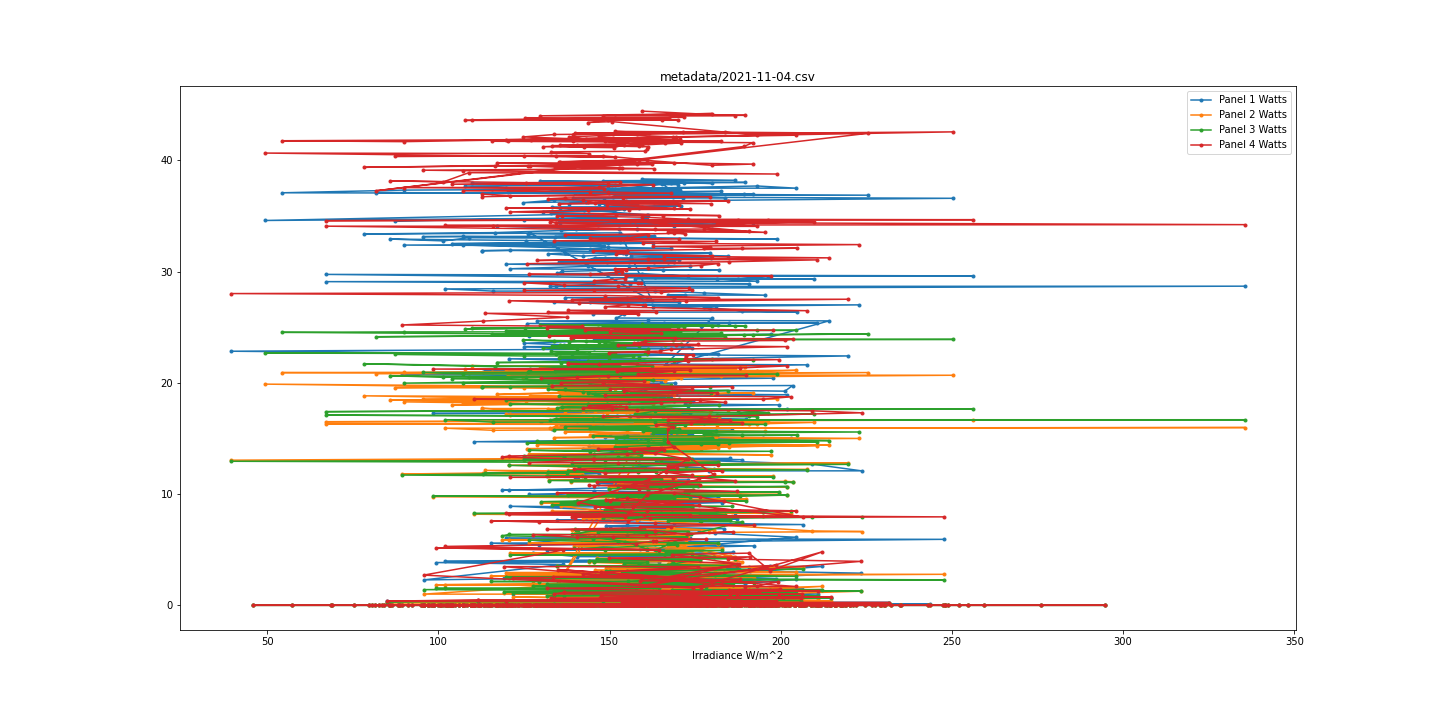 metadata/2021-11-04.csv
Panel 1 Watts
Panel 2 Watts
Panel 3 Watts
Panel 4 Watts
40
30
20
10
0
50 100 150 200 250 300 350
Irradiance W/m^2